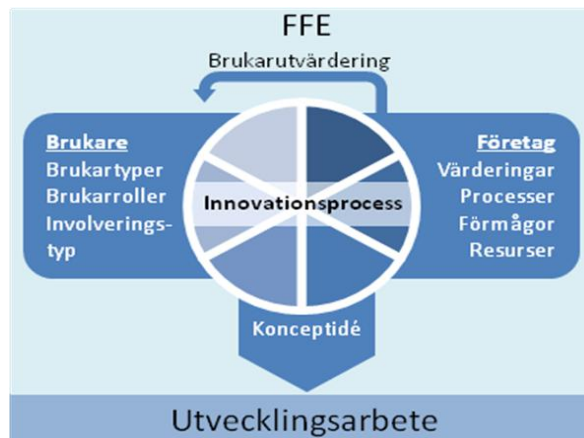 FFE
Brukarutvärdering
Brukare
Brukartyper
Brukarroller
Involverings-
typ
Innovationsprocess
Företag
Värderingar
Processer
Förmågor
Resurser
Konceptidé
Utvecklingsarbete